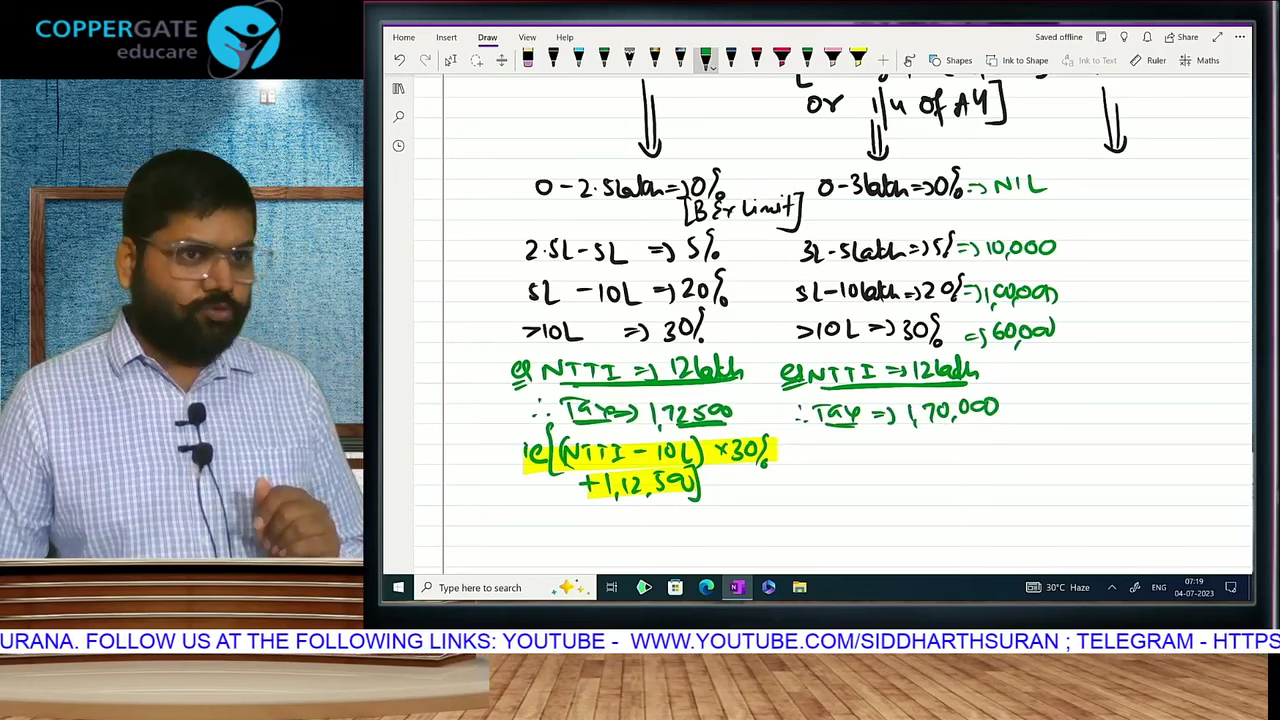 COPPERGATE
educare
Home Insert Draw View Help
Saved offline
Share
Shapes
Ink to Shape
Ink to Text
Ruler
Maths
or of AY]
0-2.5Lakh=>0%
[B Ex Limit]
0-3lakh=>0%=>NIL
2.5L-5L => 5%
3L-5lakh=>5%=>10,000
5L -10L =>20%
5L-10lakh=>20%=>1,00,000
>10L => 30%
>10L=>30% =>60,000
eg NTTI => 12lakh
eg NTTI => 12lakh
∴ Tax=> 1,72,500
∴ Tax => 1,70,000
ie[(NTTI - 10L) ×30%
+1,12,500]
Type here to search
30°C Haze
ENG
07:19
04-07-2023
URANA. FOLLOW US AT THE FOLLOWING LINKS: YOUTUBE - WWW.YOUTUBE.COM/SIDDHARTHSURAN ; TELEGRAM - HTTPS